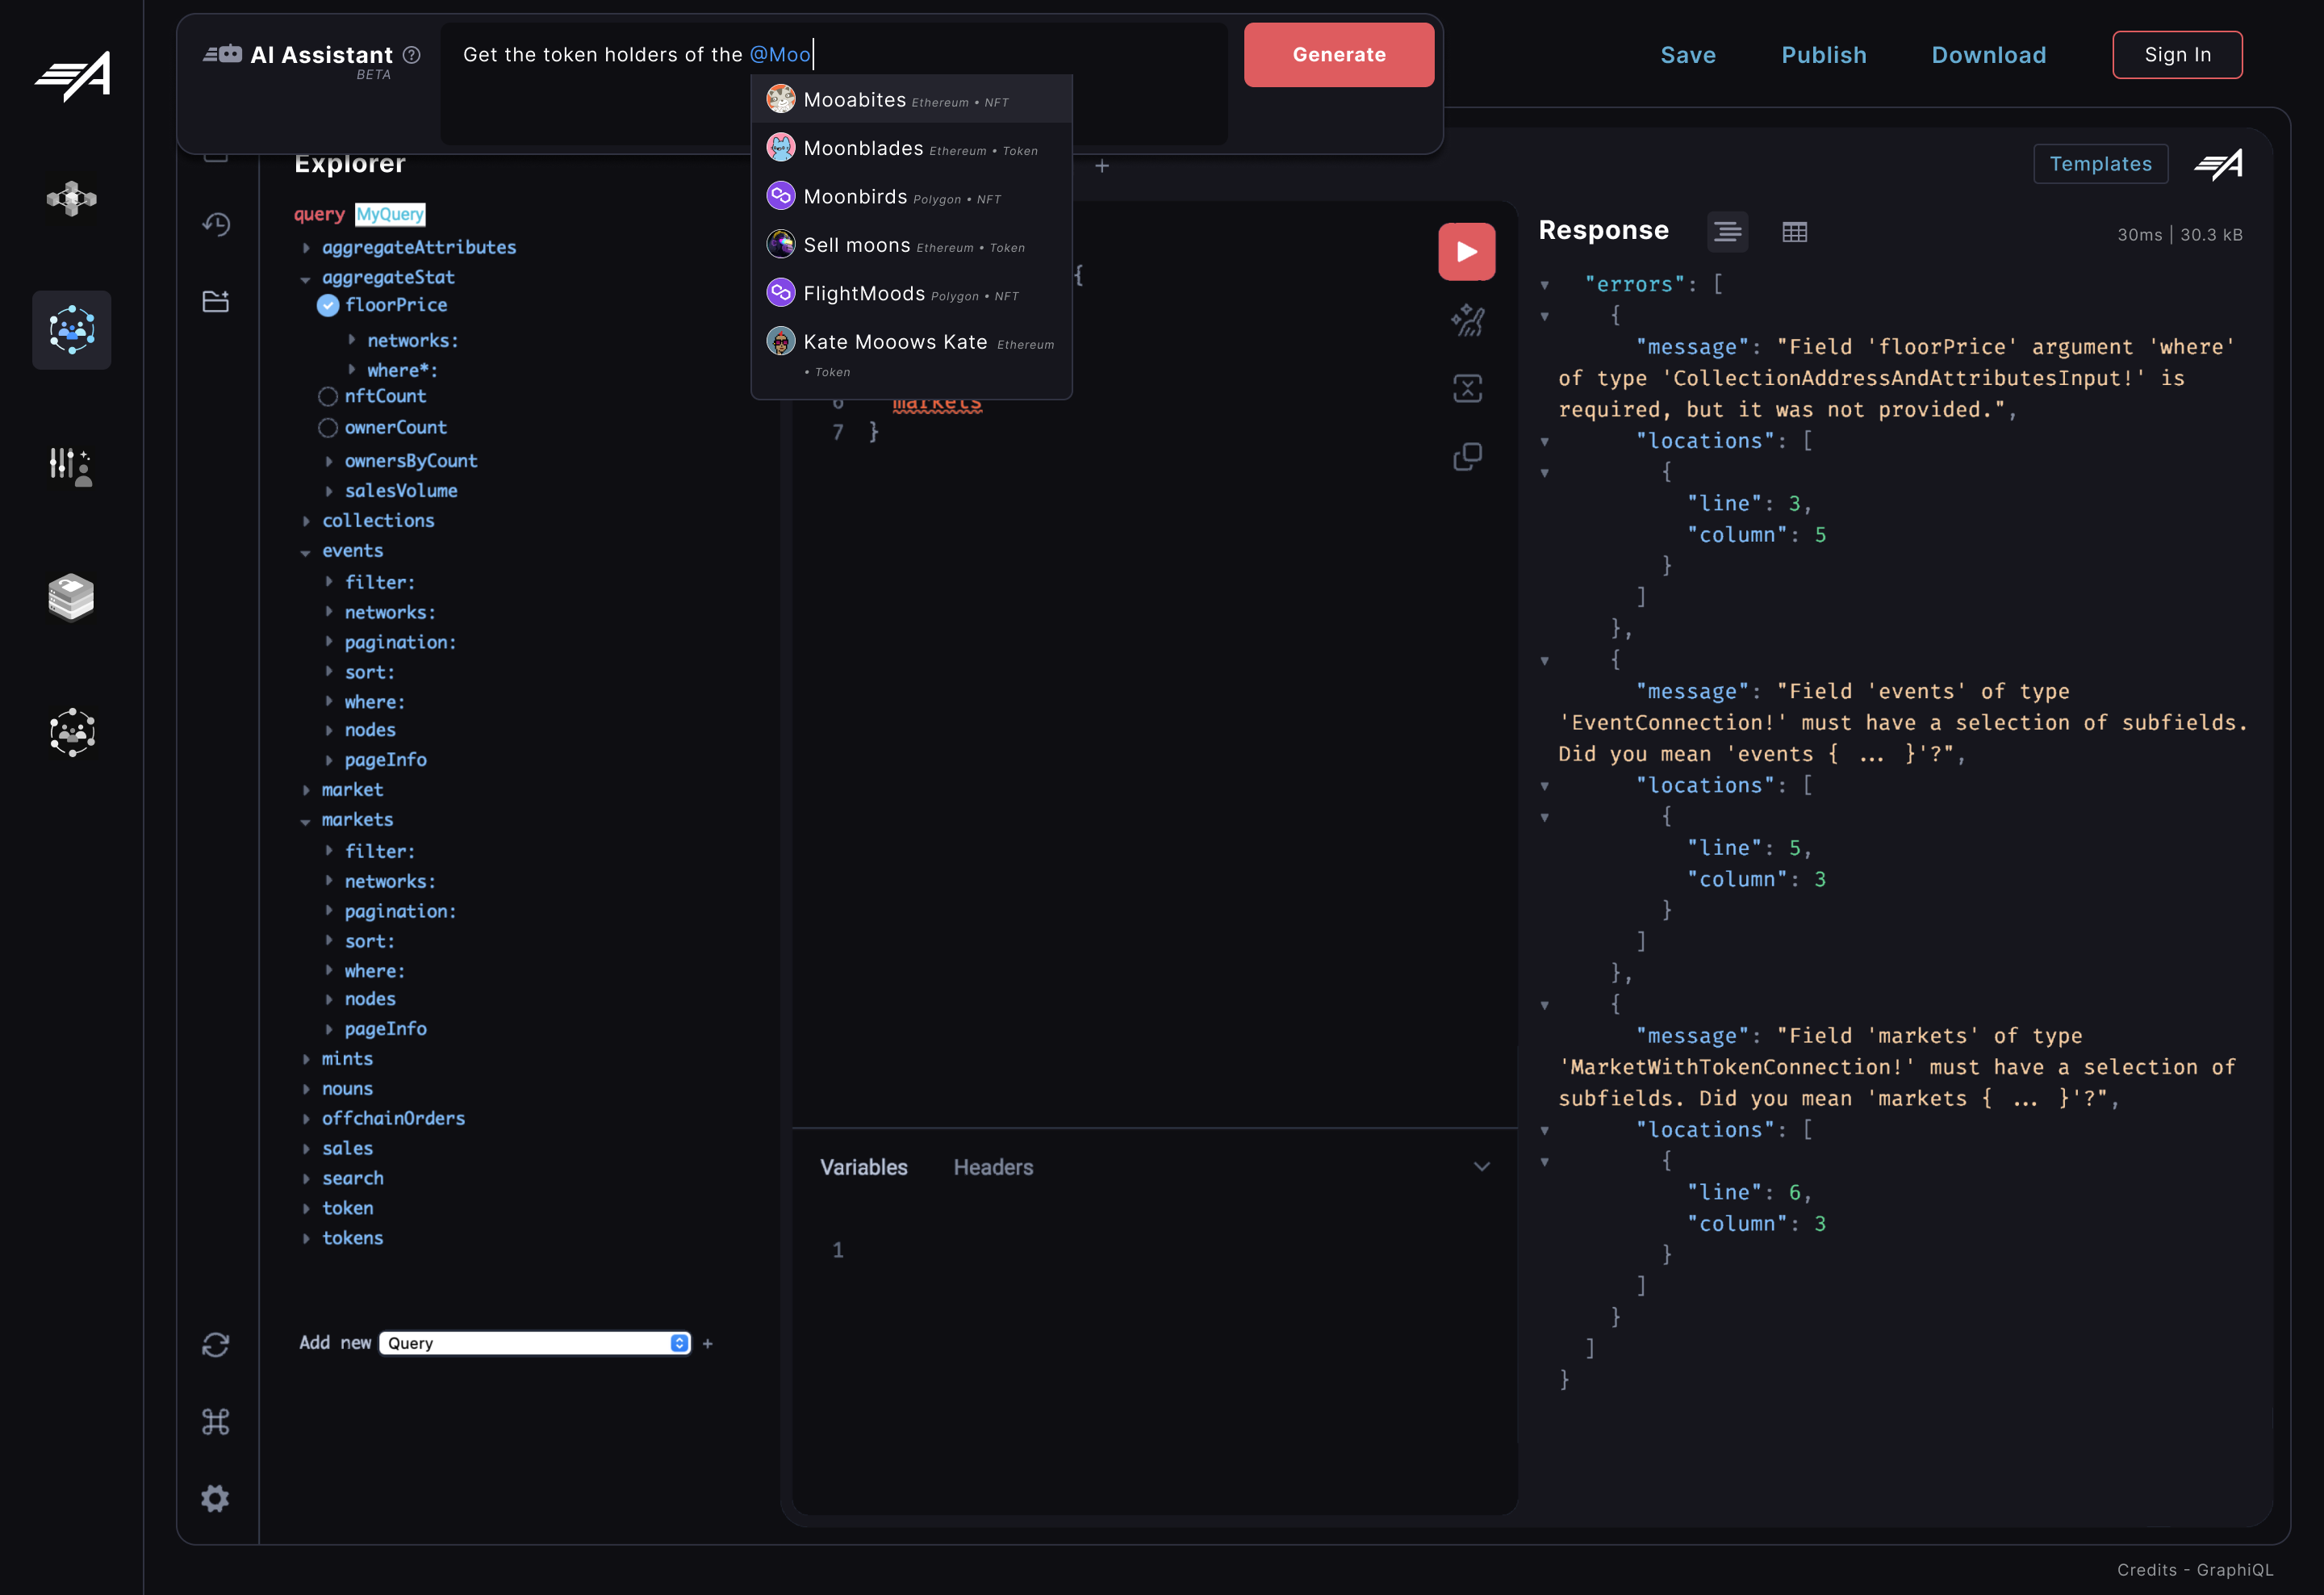 AI Assistant
BETA
Get the token holders of the @Moo
Generate
Save
Publish
Download
Sign In
Mooabites Ethereum • NFT
Moonblades Ethereum • Token
Moonbirds Polygon • NFT
Sell moons Ethereum • Token
FlightMoods Polygon • NFT
Kate Mooows Kate Ethereum
• Token
Explorer
query MyQuery
aggregateAttributes
aggregateStat
floorPrice
networks:
where*:
nftCount
ownerCount
ownersByCount
salesVolume
collections
events
filter:
networks:
pagination:
sort:
where:
nodes
pageInfo
market
markets
filter:
networks:
pagination:
sort:
where:
nodes
pageInfo
mints
nouns
offchainOrders
sales
search
token
tokens
Add new Query +
+
{
6 markets
7 }
Variables Headers
1
Templates
Response
30ms | 30.3 kB
"errors": [
{
"message": "Field 'floorPrice' argument 'where'
of type 'CollectionAddressAndAttributesInput!' is
required, but it was not provided.",
"locations": [
{
"line": 3,
"column": 5
}
]
},
{
"message": "Field 'events' of type
'EventConnection!' must have a selection of subfields.
Did you mean 'events { ... }'?",
"locations": [
{
"line": 5,
"column": 3
}
]
},
{
"message": "Field 'markets' of type
'MarketWithTokenConnection!' must have a selection of
subfields. Did you mean 'markets { ... }'?",
"locations": [
{
"line": 6,
"column": 3
}
]
}
]
}
Credits - GraphiQL